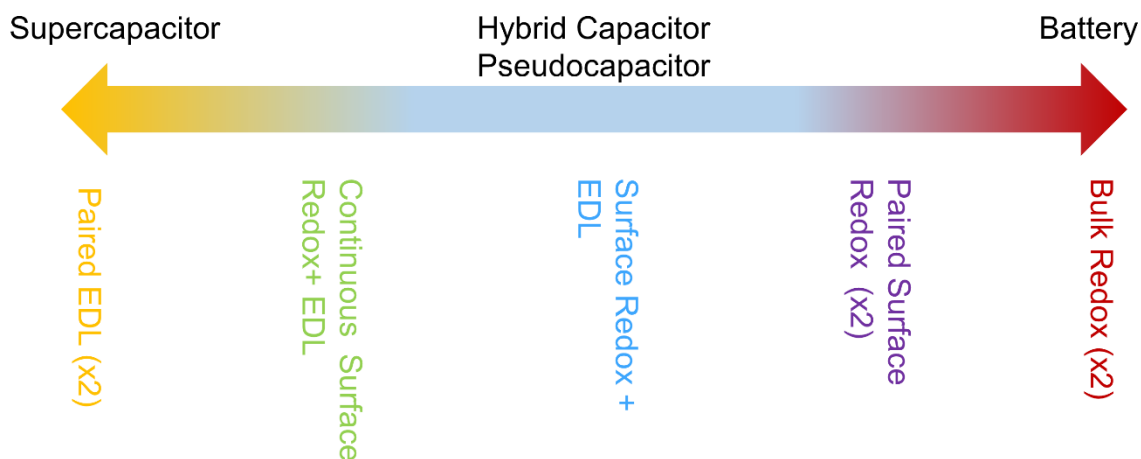 Supercapacitor
Hybrid Capacitor
Pseudocapacitor
Battery
Paired EDL (x2)
Continuous Surface
Redox+ EDL
Surface Redox +
EDL
Paired Surface
Redox (x2)
Bulk Redox (x2)